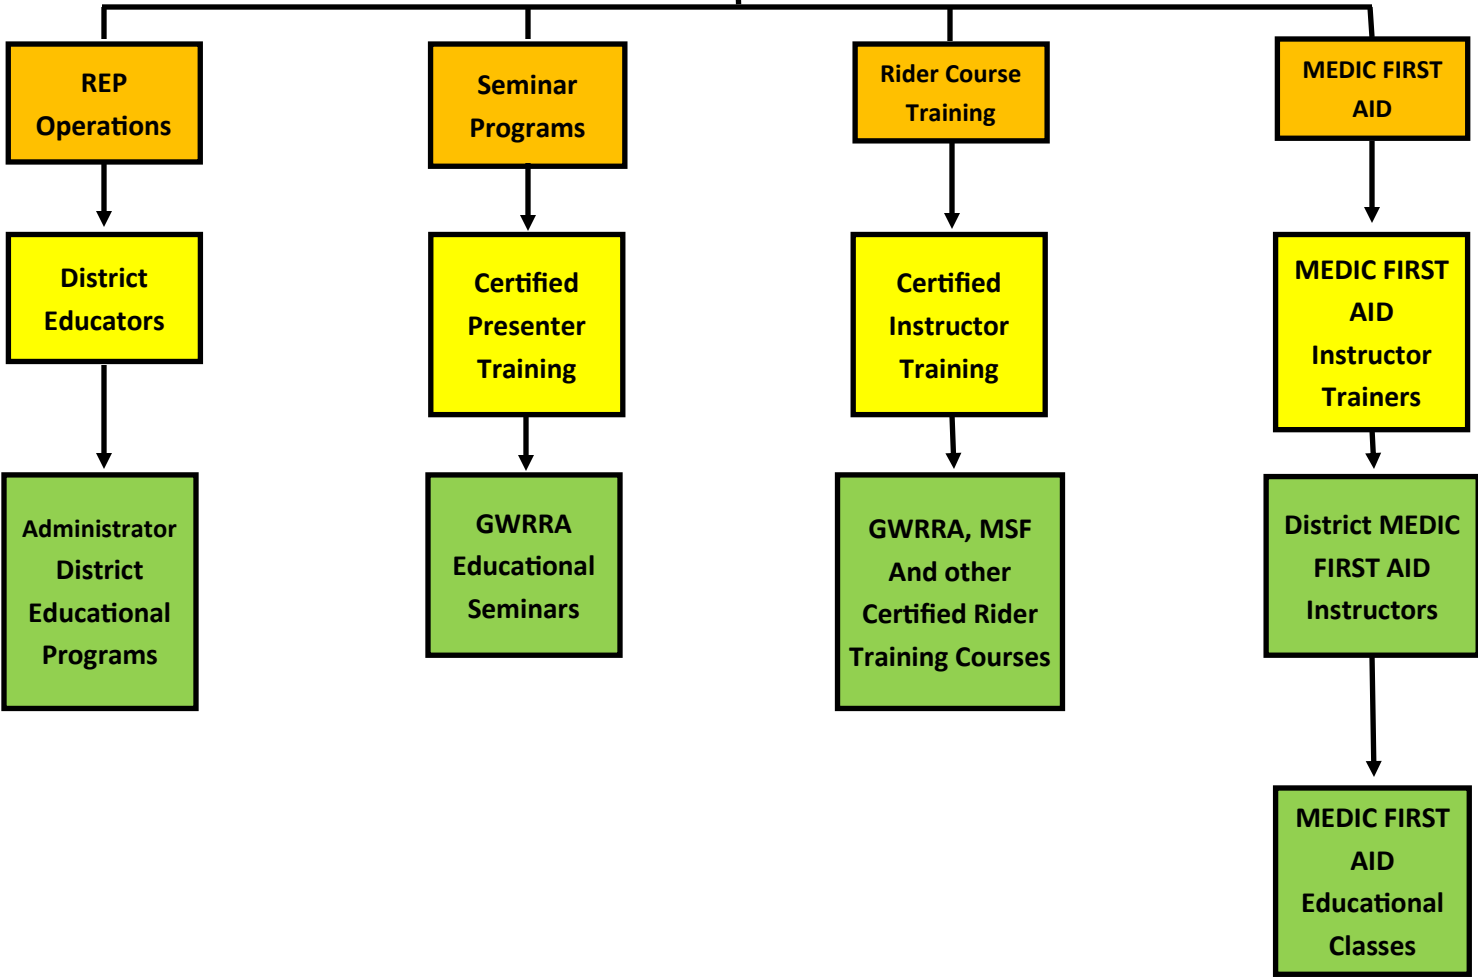 REP
Operations
Seminar
Programs
Rider Course
Training
MEDIC FIRST
AID
District
Educators
Certified
Presenter
Training
Certified
Instructor
Training
MEDIC FIRST
AID
Instructor
Trainers
Administrator
District
Educational
Programs
GWRRA
Educational
Seminars
GWRRA, MSF
And other
Certified Rider
Training Courses
District MEDIC
FIRST AID
Instructors
MEDIC FIRST
AID
Educational
Classes